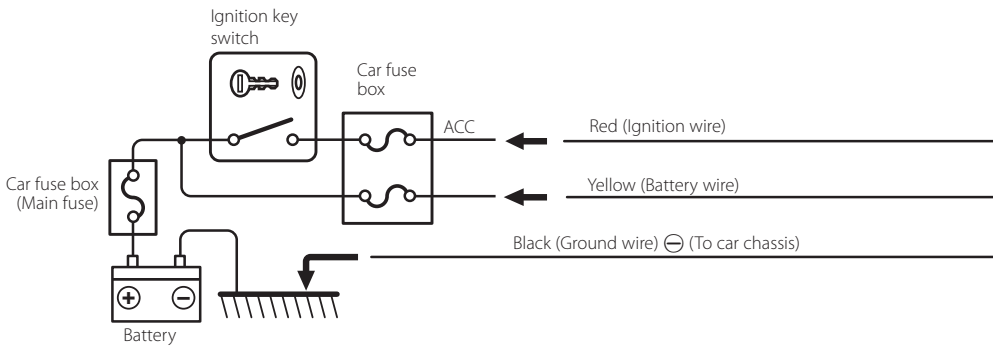 Ignition key
switch
Car fuse
box
ACC
Red (Ignition wire)
Car fuse box
(Main fuse)
Yellow (Battery wire)
Black (Ground wire) ⊖ (To car chassis)
Battery